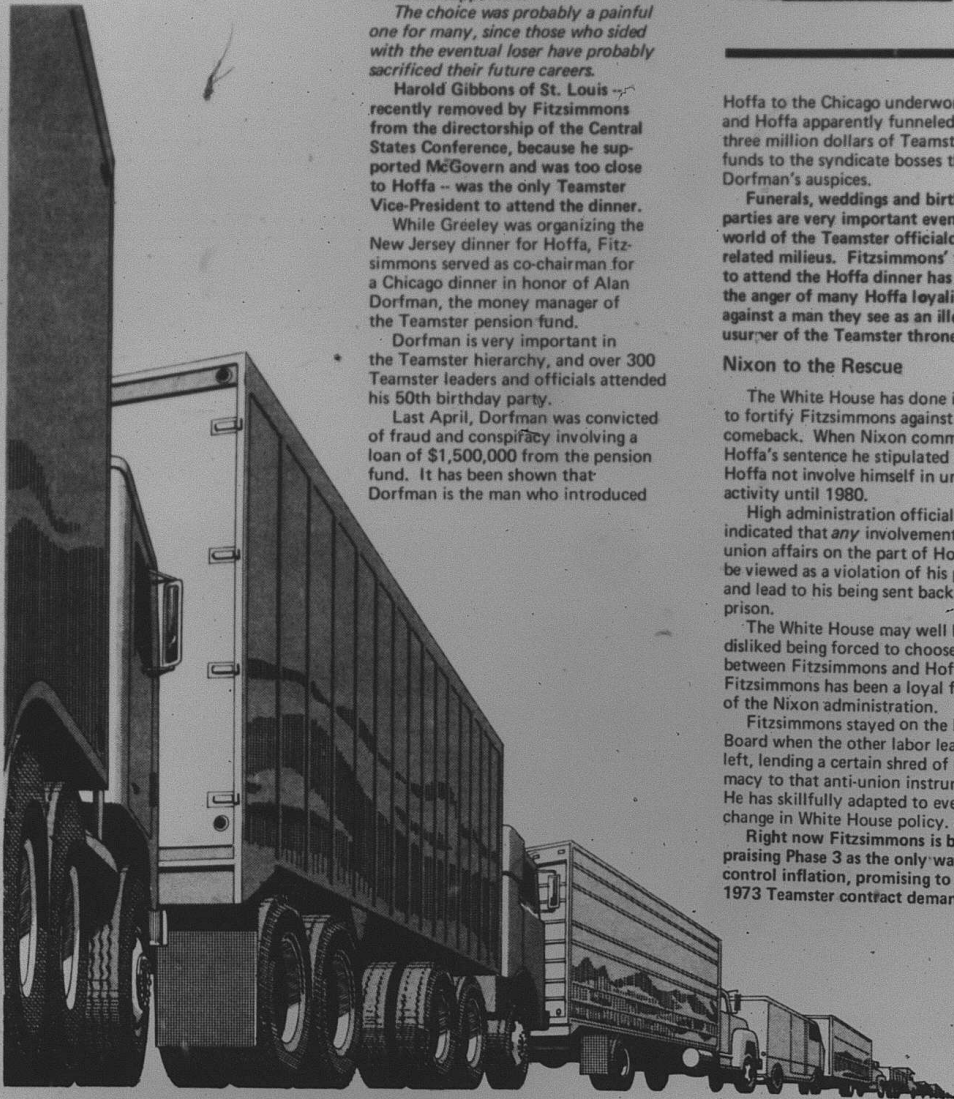 The choice was probably a painful
one for many, since those who sided
with the eventual loser have probably
sacrificed their future careers.
Harold Gibbons of St. Louis --
recently removed by Fitzsimmons
from the directorship of the Central
States Conference, because he sup-
ported McGovern and was too close
to Hoffa -- was the only Teamster
Vice-President to attend the dinner.
While Greeley was organizing the
New Jersey dinner for Hoffa, Fitz-
simmons served as co-chairman for
a Chicago dinner in honor of Alan
Dorfman, the money manager of
the Teamster pension fund.
Dorfman is very important in
the Teamster hierarchy, and over 300
Teamster leaders and officials attended
his 50th birthday party.
Last April, Dorfman was convicted
of fraud and conspiracy involving a
loan of $1,500,000 from the pension
fund. It has been shown that
Dorfman is the man who introduced
Hoffa to the Chicago underwo
and Hoffa apparently funneled
three million dollars of Teamst
funds to the syndicate bosses t
Dorfman's auspices.
Funerals, weddings and birt
parties are very important even
world of the Teamster officialo
related milieus. Fitzsimmons'
to attend the Hoffa dinner has
the anger of many Hoffa loyali
against a man they see as an ille
usurper of the Teamster throne
Nixon to the Rescue
The White House has done i
to fortify Fitzsimmons against
comeback. When Nixon comm
Hoffa's sentence he stipulated
Hoffa not involve himself in un
activity until 1980.
High administration official
indicated that any involvement
union affairs on the part of Ho
be viewed as a violation of his p
and lead to his being sent back
prison.
The White House may well
disliked being forced to choose
between Fitzsimmons and Hof
Fitzsimmons has been a loyal f
of the Nixon administration.
Fitzsimmons stayed on the
Board when the other labor lea
left, lending a certain shred of
macy to that anti-union instrum
He has skillfully adapted to eve
change in White House policy.
Right now Fitzsimmons is b
praising Phase 3 as the only wa
control inflation, promising to
1973 Teamster contract deman